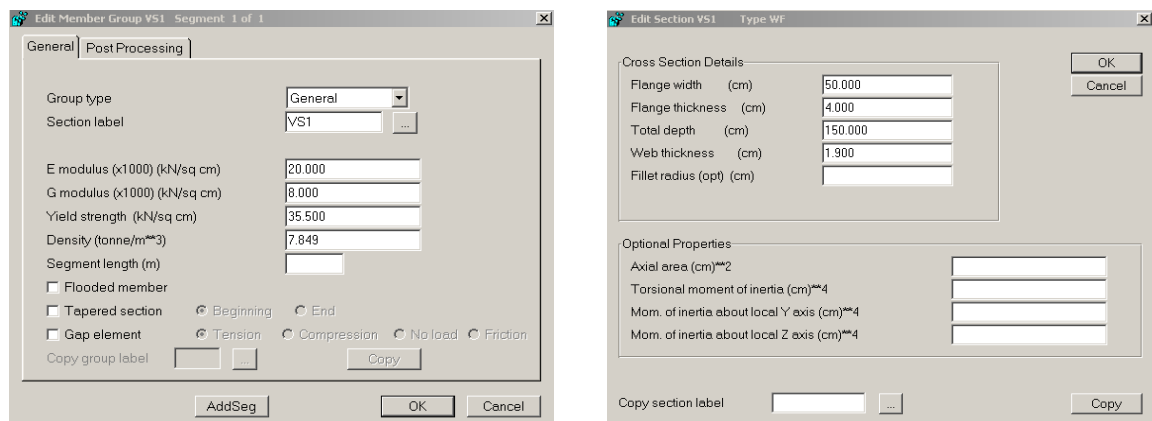 Edit Member Group VS1 Segment 1 of 1
General Post Processing
Group type General
Section label VS1 ...
E modulus (x1000) (kN/sq cm) 20.000
G modulus (x1000) (kN/sq cm) 8.000
Yield strength (kN/sq cm) 35.500
Density (tonne/m**3) 7.849
Segment length (m)
Flooded member
Tapered section Beginning End
Gap element Tension Compression No load Friction
Copy group label ... Copy
AddSeg OK Cancel
Edit Section VS1 Type WF
Cross Section Details
OK
Flange width (cm) 50.000
Cancel
Flange thickness (cm) 4.000
Total depth (cm) 150.000
Web thickness (cm) 1.900
Fillet radius (opt) (cm)
Optional Properties
Axial area (cm)**2
Torsional moment of inertia (cm)**4
Mom. of inertia about local Y axis (cm)**4
Mom. of inertia about local Z axis (cm)**4
Copy section label ... Copy